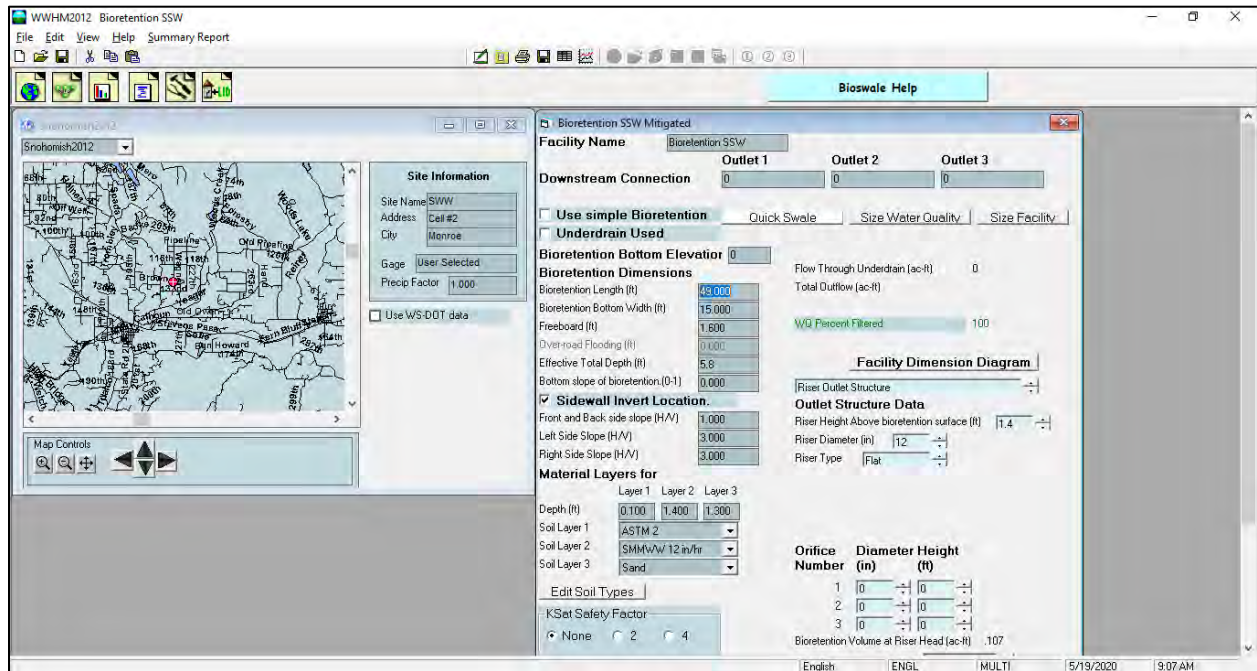 WWHM2012 Bioretention SSW
File Edit View Help Summary Report
Bioswale Help
Snohomish2012
Snohomish2012
Site Information
Site Name SWW
Address Cell #2
City Monroe
Gage User Selected
Precip Factor 1.000
Use WS-DOT data
Map Controls
Bioretention SSW Mitigated
Facility Name Bioretention SSW
Outlet 1 Outlet 2 Outlet 3
Downstream Connection 0 0 0
Use simple Bioretention Quick Swale Size Water Quality Size Facility
Underdrain Used
Bioretention Bottom Elevation 0
Bioretention Dimensions
Bioretention Length (ft) 49.000
Bioretention Bottom Width (ft) 15.000
Freeboard (ft) 1.600
Over-road Flooding (ft) 0.000
Effective Total Depth (ft) 5.8
Bottom slope of bioretention.(0-1) 0.000
Sidewall Invert Location.
Front and Back side slope (H/V) 1.000
Left Side Slope (H/V) 3.000
Right Side Slope (H/V) 3.000
Material Layers for
Layer 1 Layer 2 Layer 3
Depth (ft) 0.100 1.400 1.300
Soil Layer 1 ASTM 2
Soil Layer 2 SMMWW 12 in/hr
Soil Layer 3 Sand
Edit Soil Types
KSat Safety Factor
None 2 4
Flow Through Underdrain (ac-ft) 0
Total Outflow (ac-ft)
WQ Percent Filtered 100
Facility Dimension Diagram
Riser Outlet Structure
Outlet Structure Data
Riser Height Above bioretention surface (ft) 1.4
Riser Diameter (in) 12
Riser Type Flat
Orifice Diameter Height
Number (in) (ft)
1 0 0
2 0 0
3 0 0
Bioretention Volume at Riser Head (ac-ft) .107
English ENGL MULTI 5/19/2020 9:07 AM